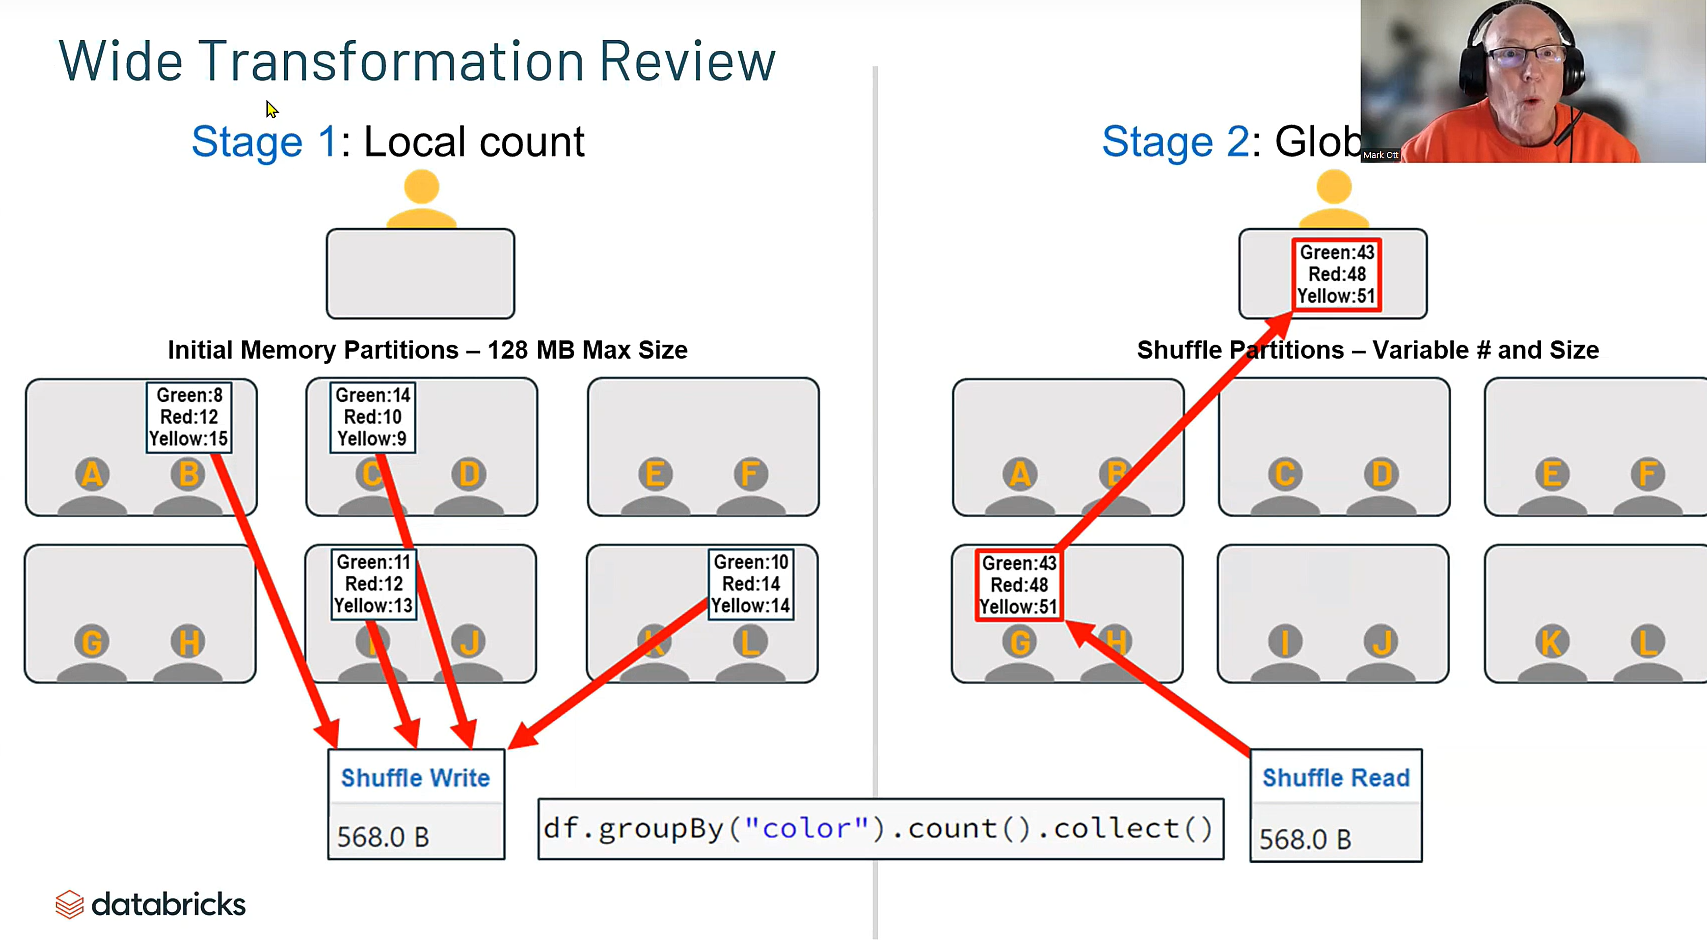 Wide Transformation Review
Stage 1: Local count
Initial Memory Partitions – 128 MB Max Size
Green:8
Red:12
Yellow:15
A
B
Green:14
Red:10
Yellow:9
C
D
E
F
G
H
Green:11
Red:12
Yellow:13
I
J
Green:10
Red:14
Yellow:14
K
L
Shuffle Write
568.0 B
df.groupBy("color").count().collect()
Stage 2: Glob
Mark Ott
Green:43
Red:48
Yellow:51
Shuffle Partitions – Variable # and Size
A
B
C
D
E
F
Green:43
Red:48
Yellow:51
G
H
I
J
K
L
Shuffle Read
568.0 B
databricks